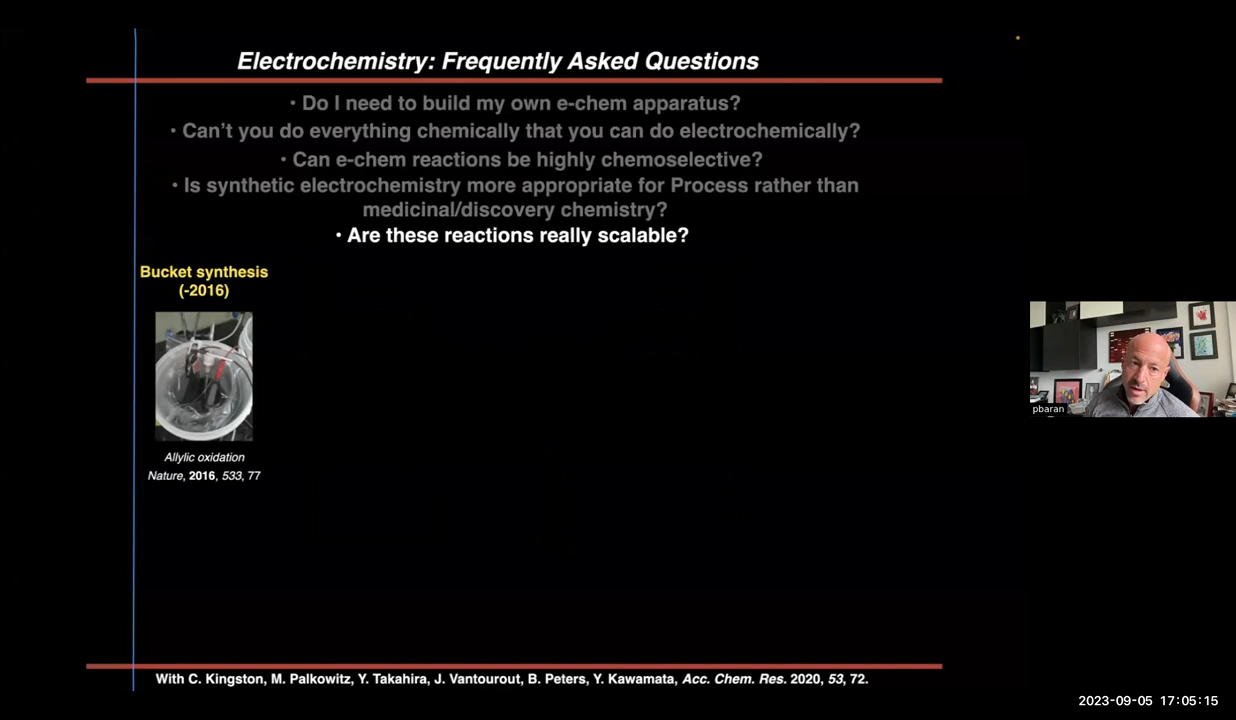 Electrochemistry: Frequently Asked Questions
• Do I need to build my own e-chem apparatus?
• Can't you do everything chemically that you can do electrochemically?
• Can e-chem reactions be highly chemoselective?
• Is synthetic electrochemistry more appropriate for Process rather than
medicinal/discovery chemistry?
• Are these reactions really scalable?
Bucket synthesis
(-2016)
Allylic oxidation
Nature, 2016, 533, 77
pbaran
With C. Kingston, M. Palkowitz, Y. Takahira, J. Vantourout, B. Peters, Y. Kawamata, Acc. Chem. Res. 2020, 53, 72.
2023-09-05 17:05:15